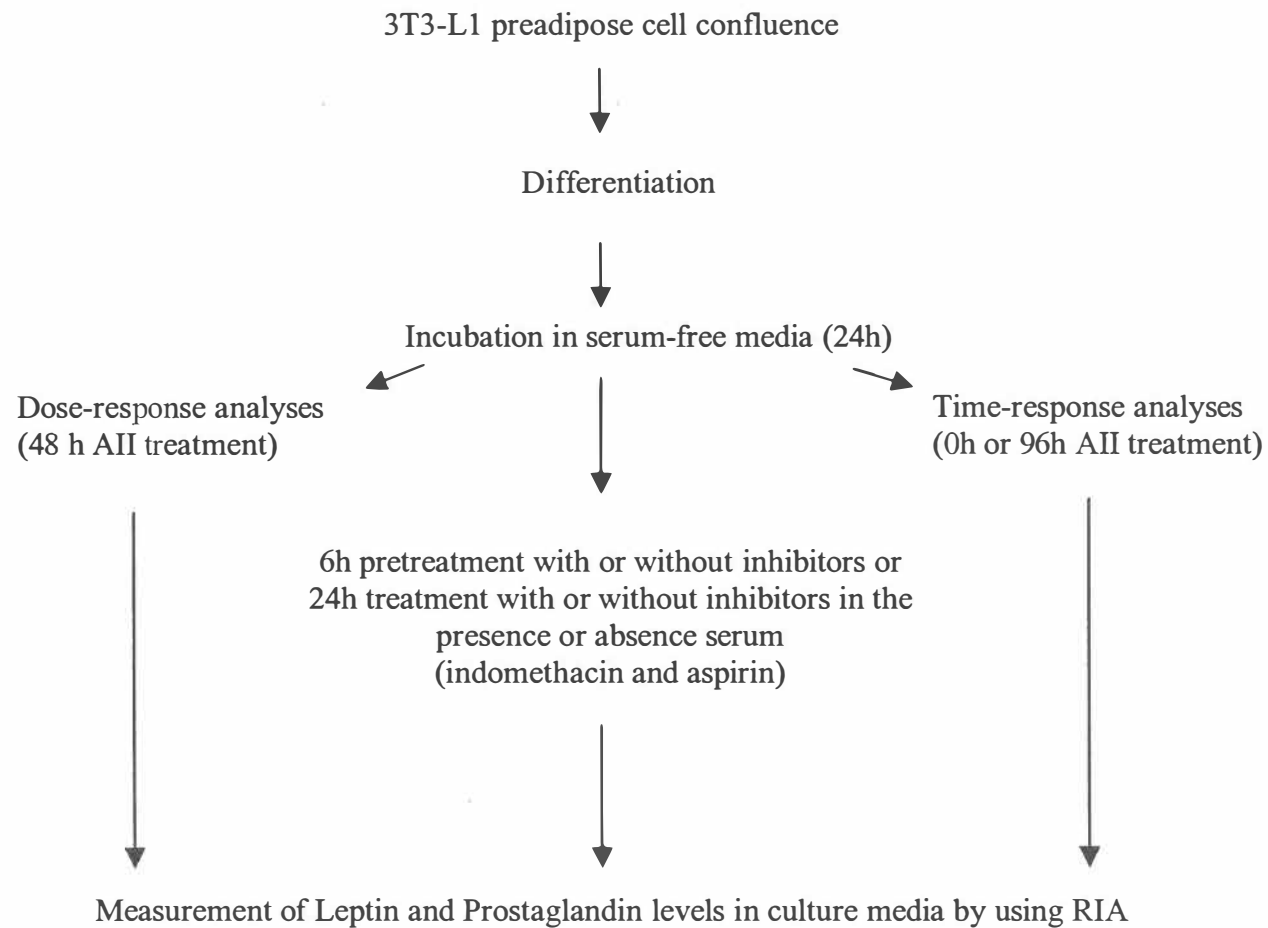 3T3-L1 preadipose cell confluence
Differentiation
Incubation in serum-free media (24h)
Dose-response analyses
(48 h AII treatment)
Time-response analyses
(0h or 96h AII treatment)
6h pretreatment with or without inhibitors or
24h treatment with or without inhibitors in the
presence or absence serum
(indomethacin and aspirin)
Measurement of Leptin and Prostaglandin levels in culture media by using RIA